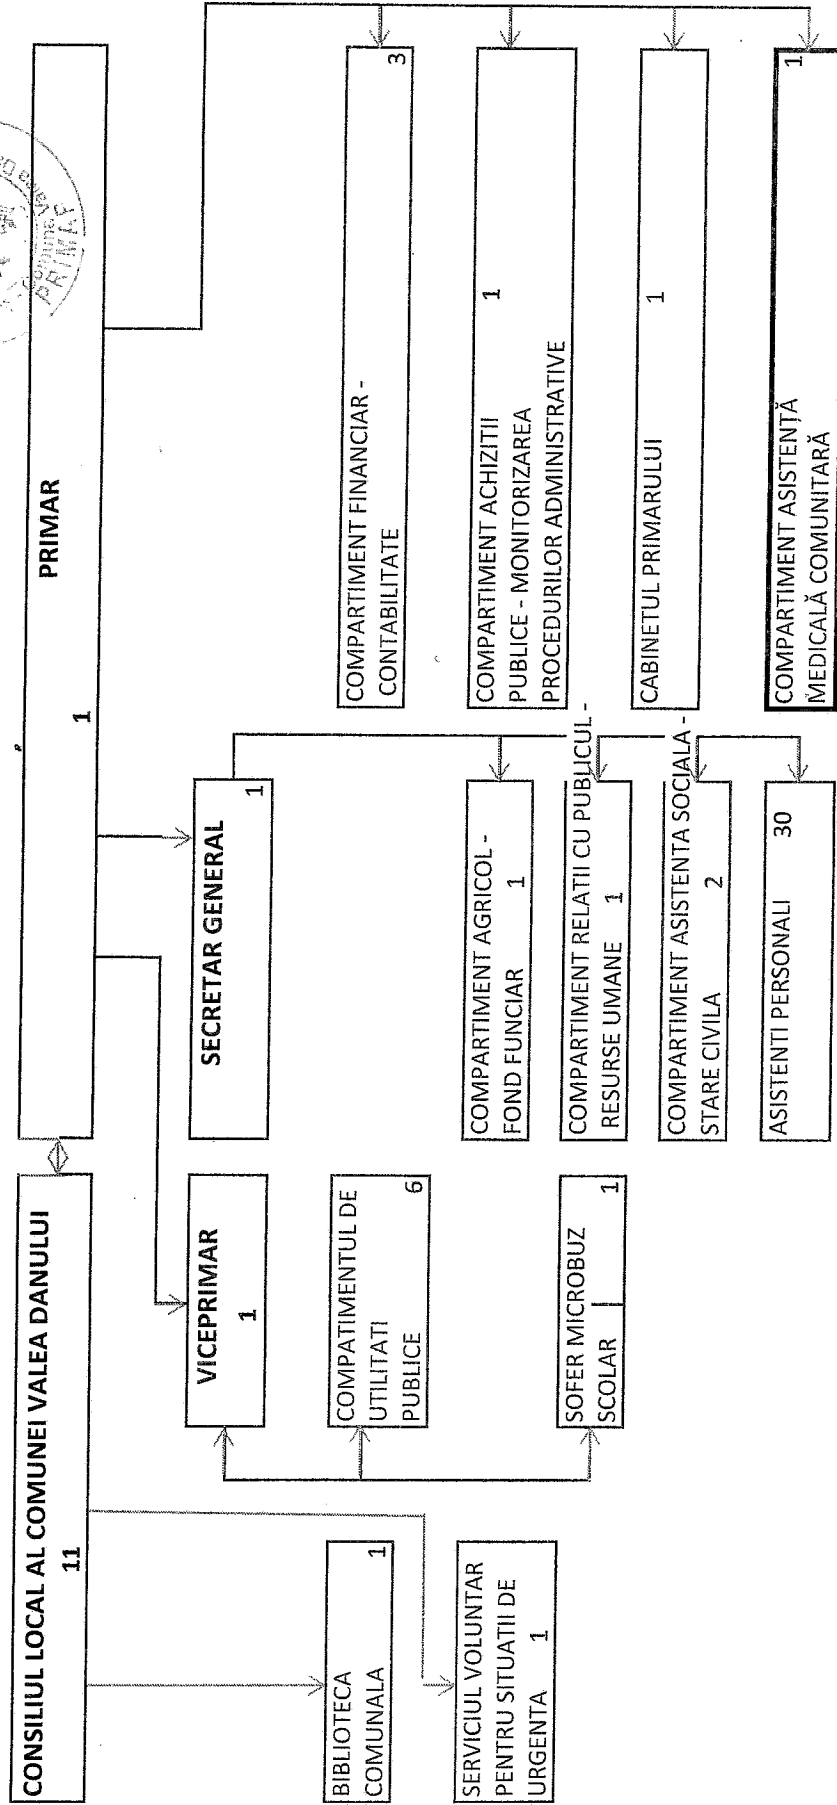 CONSILIUL LOCAL AL COMUNEI VALEA DANULUI
11
PRIMAR
1
PRIMAR
VICEPRIMAR
1
SECRETAR GENERAL
1
BIBLIOTECA
COMUNALA 1
SERVICIUL VOLUNTAR
PENTRU SITUATII DE
URGENTA 1
COMPATIMENTUL DE
UTILITATI
PUBLICE 6
SOFER MICROBUZ
SCOLAR 1
COMPARTIMENT AGRICOL -
FOND FUNCIAR 1
COMPARTIMENT RELATII CU PUBLICUL -
RESURSE UMANE 1
COMPARTIMENT ASISTENTA SOCIALA -
STARE CIVILA 2
ASISTENTI PERSONALI 30
COMPARTIMENT FINANCIAR -
CONTABILITATE 3
COMPARTIMENT ACHIZITII 1
PUBLICE - MONITORIZAREA
PROCEDURILOR ADMINISTRATIVE
CABINETUL PRIMARULUI 1
COMPARTIMENT ASISTENȚĂ 1
MEDICALĂ COMUNITARĂ